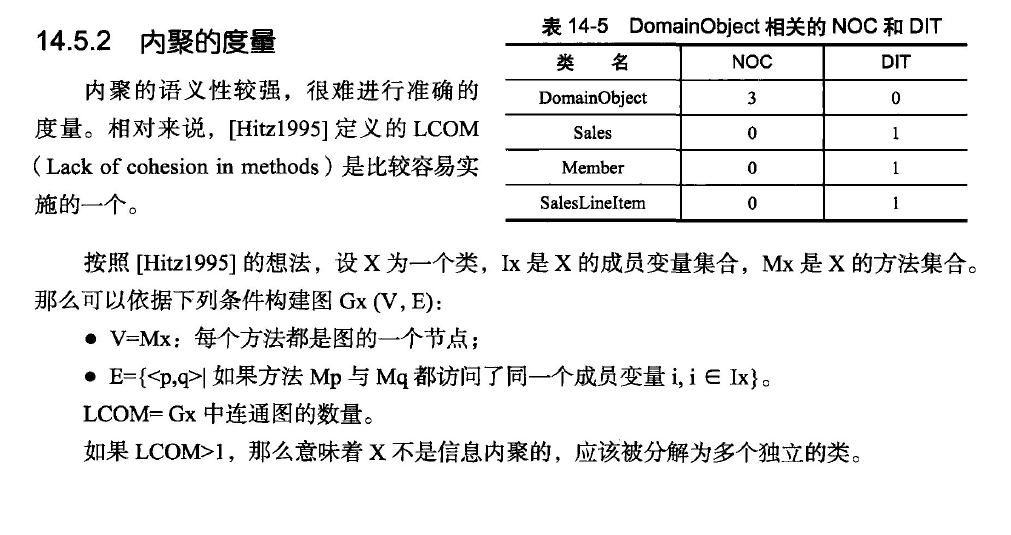 14.5.2 内聚的度量
内聚的语义性较强，很难进行准确的
度量。相对来说，[Hitz1995]定义的 LCOM
（Lack of cohesion in methods）是比较容易实
施的一个。
表 14-5 DomainObject 相关的 NOC 和 DIT
类 名 NOC DIT
DomainObject 3 0
Sales 0 1
Member 0 1
SalesLineItem 0 1
按照 [Hitz1995] 的想法，设 X 为一个类，Ix 是 X 的成员变量集合，Mx 是 X 的方法集合。
那么可以依据下列条件构建图 Gx (V, E)：
● V=Mx：每个方法都是图的一个节点；
● E={<p,q>| 如果方法 Mp 与 Mq 都访问了同一个成员变量 i, i ∈ Ix}。
LCOM= Gx 中连通图的数量。
如果 LCOM>1，那么意味着 X 不是信息内聚的，应该被分解为多个独立的类。